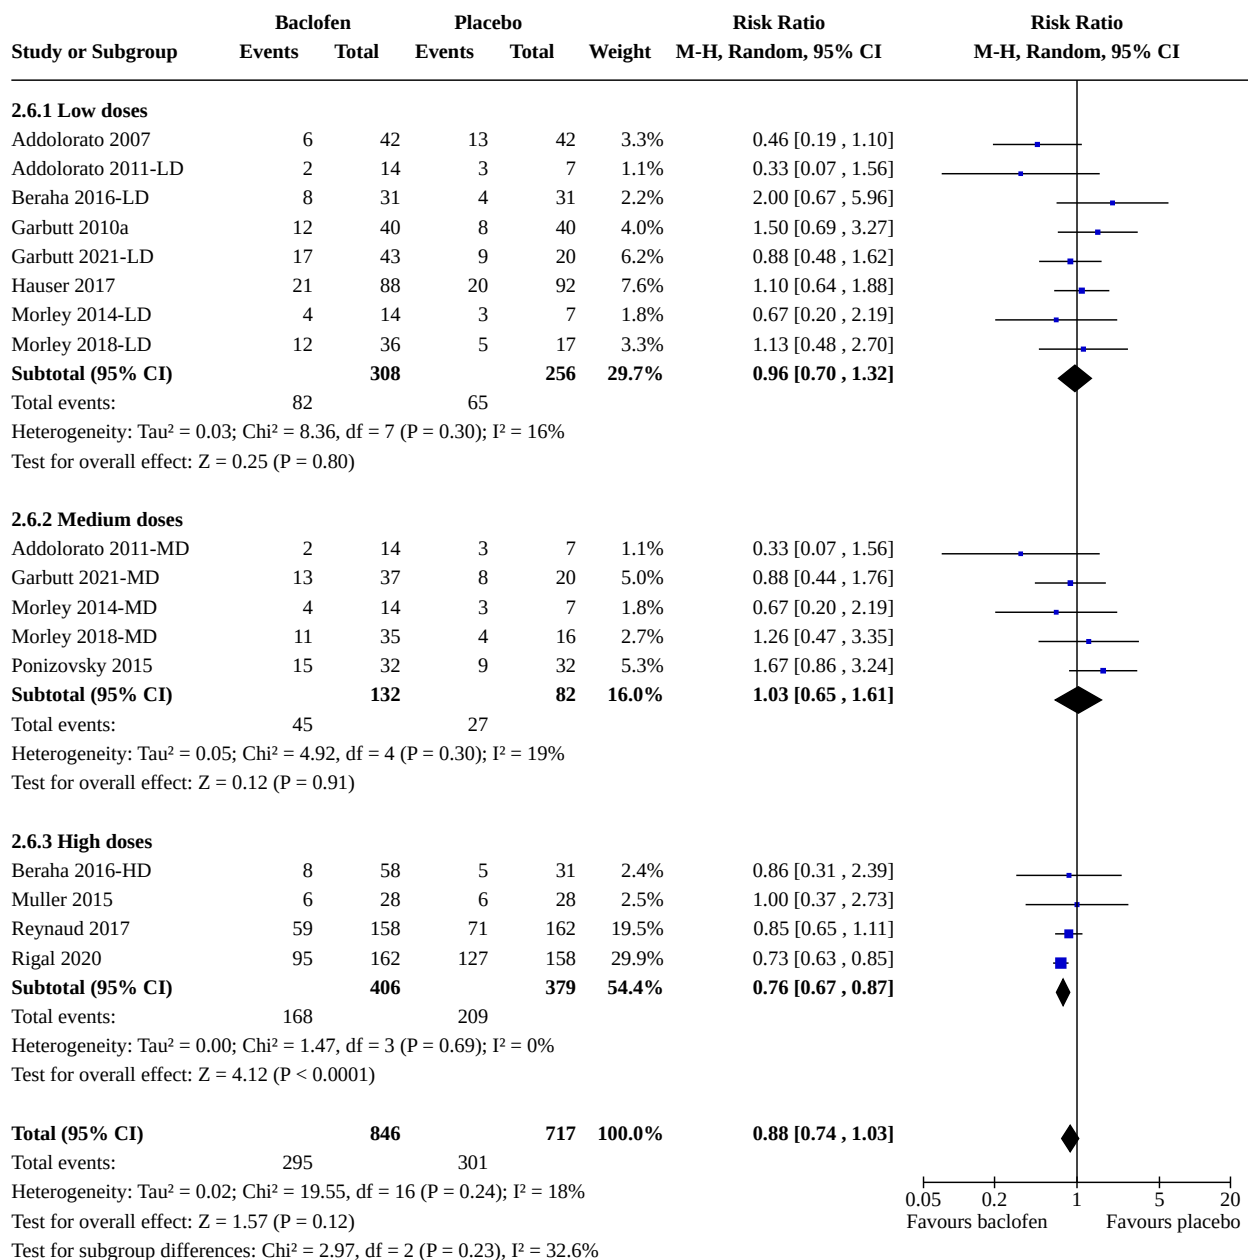 Baclofen Placebo Risk Ratio Risk Ratio
Study or Subgroup Events Total Events Total Weight M-H, Random, 95% CI M-H, Random, 95% CI
2.6.1 Low doses
Addolorato 2007 6 42 13 42 3.3% 0.46 [0.19 , 1.10]
Addolorato 2011-LD 2 14 3 7 1.1% 0.33 [0.07 , 1.56]
Beraha 2016-LD 8 31 4 31 2.2% 2.00 [0.67 , 5.96]
Garbutt 2010a 12 40 8 40 4.0% 1.50 [0.69 , 3.27]
Garbutt 2021-LD 17 43 9 20 6.2% 0.88 [0.48 , 1.62]
Hauser 2017 21 88 20 92 7.6% 1.10 [0.64 , 1.88]
Morley 2014-LD 4 14 3 7 1.8% 0.67 [0.20 , 2.19]
Morley 2018-LD 12 36 5 17 3.3% 1.13 [0.48 , 2.70]
Subtotal (95% CI) 308 256 29.7% 0.96 [0.70 , 1.32]
Total events: 82 65
Heterogeneity: Tau² = 0.03; Chi² = 8.36, df = 7 (P = 0.30); I² = 16%
Test for overall effect: Z = 0.25 (P = 0.80)
2.6.2 Medium doses
Addolorato 2011-MD 2 14 3 7 1.1% 0.33 [0.07 , 1.56]
Garbutt 2021-MD 13 37 8 20 5.0% 0.88 [0.44 , 1.76]
Morley 2014-MD 4 14 3 7 1.8% 0.67 [0.20 , 2.19]
Morley 2018-MD 11 35 4 16 2.7% 1.26 [0.47 , 3.35]
Ponizovsky 2015 15 32 9 32 5.3% 1.67 [0.86 , 3.24]
Subtotal (95% CI) 132 82 16.0% 1.03 [0.65 , 1.61]
Total events: 45 27
Heterogeneity: Tau² = 0.05; Chi² = 4.92, df = 4 (P = 0.30); I² = 19%
Test for overall effect: Z = 0.12 (P = 0.91)
2.6.3 High doses
Beraha 2016-HD 8 58 5 31 2.4% 0.86 [0.31 , 2.39]
Muller 2015 6 28 6 28 2.5% 1.00 [0.37 , 2.73]
Reynaud 2017 59 158 71 162 19.5% 0.85 [0.65 , 1.11]
Rigal 2020 95 162 127 158 29.9% 0.73 [0.63 , 0.85]
Subtotal (95% CI) 406 379 54.4% 0.76 [0.67 , 0.87]
Total events: 168 209
Heterogeneity: Tau² = 0.00; Chi² = 1.47, df = 3 (P = 0.69); I² = 0%
Test for overall effect: Z = 4.12 (P < 0.0001)
Total (95% CI) 846 717 100.0% 0.88 [0.74 , 1.03]
Total events: 295 301
Heterogeneity: Tau² = 0.02; Chi² = 19.55, df = 16 (P = 0.24); I² = 18%
0.05 0.2 1 5 20
Test for overall effect: Z = 1.57 (P = 0.12)
Favours baclofen Favours placebo
Test for subgroup differences: Chi² = 2.97, df = 2 (P = 0.23), I² = 32.6%